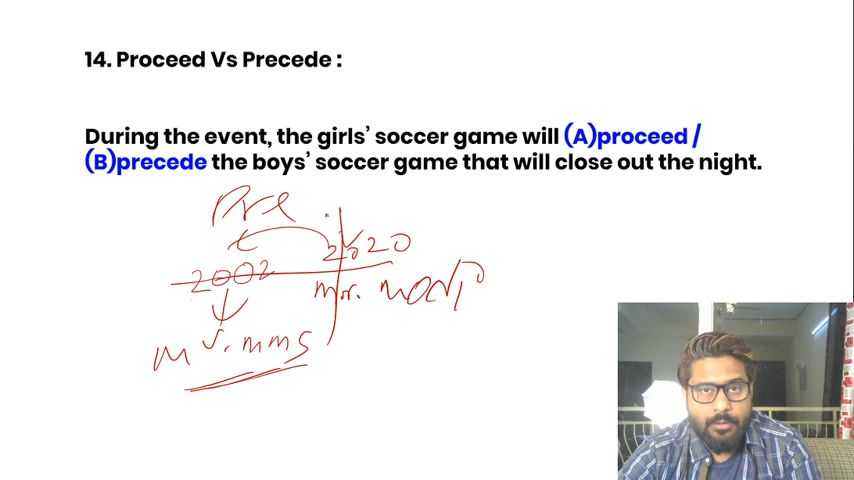 14. Proceed Vs Precede :
During the event, the girls’ soccer game will (A)proceed /
(B)precede the boys’ soccer game that will close out the night.
Pre
2002 2020
mr. modi
mr. mms